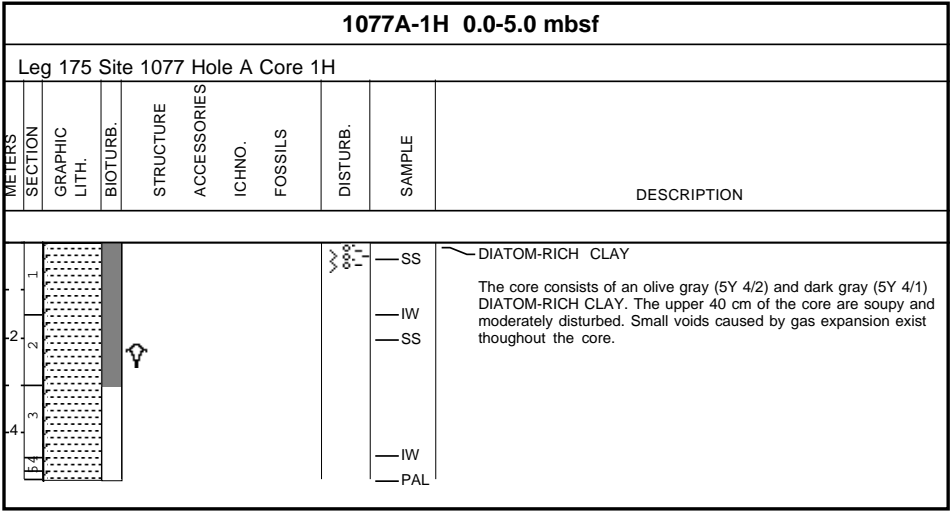 1077A-1H 0.0-5.0 mbsf
Leg 175 Site 1077 Hole A Core 1H
METERS
SECTION
GRAPHIC
LITH.
BIOTURB.
STRUCTURE
ACCESSORIES
ICHNO.
FOSSILS
DISTURB.
SAMPLE
DESCRIPTION
1
2
2
3
4
4
5
SS
IW
SS
IW
PAL
DIATOM-RICH CLAY
The core consists of an olive gray (5Y 4/2) and dark gray (5Y 4/1)
DIATOM-RICH CLAY. The upper 40 cm of the core are soupy and
moderately disturbed. Small voids caused by gas expansion exist
thoughout the core.